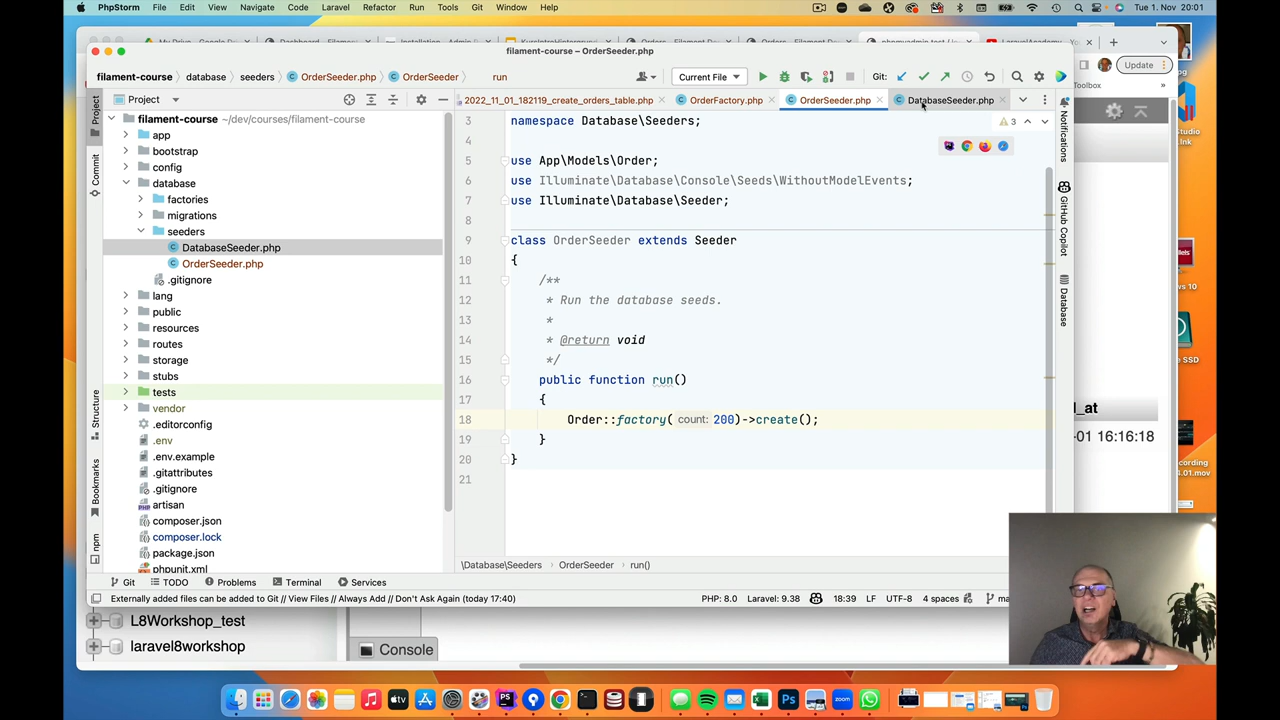 PhpStorm File Edit View Navigate Code Laravel Refactor Run Tools Git Window Help Tue 1. Nov 20:01
filament-course – OrderSeeder.php
Update
filament-course database seeders OrderSeeder.php OrderSeeder run Current File Git:
Project
2022_11_01_182119_create_orders_table.php OrderFactory.php OrderSeeder.php DatabaseSeeder.php
filament-course ~/dev/courses/filament-course
app
bootstrap
config
database
factories
migrations
seeders
DatabaseSeeder.php
OrderSeeder.php
.gitignore
lang
public
resources
routes
storage
stubs
tests
vendor
.editorconfig
.env
.env.example
.gitattributes
.gitignore
artisan
composer.json
composer.lock
package.json
phpunit.xml
Project
Commit
Structure
Bookmarks
npm
3 namespace Database\Seeders;
3
4
5 use App\Models\Order;
6 use Illuminate\Database\Console\Seeds\WithoutModelEvents;
7 use Illuminate\Database\Seeder;
8
9 class OrderSeeder extends Seeder
10 {
11 /**
12 * Run the database seeds.
13 *
14 * @return void
15 */
16 public function run()
17 {
18 Order::factory( count: 200)->create();
19 }
20 }
21
Notifications
GitHub Copilot
Database
\Database\Seeders OrderSeeder run()
Git TODO Problems Terminal Services
Externally added files can be added to Git // View Files // Always Add // Don't Ask Again (today 17:40) PHP: 8.0 Laravel: 9.38 18:39 LF UTF-8 4 spaces
L8Workshop_test
laravel8workshop
Console
d_at
-01 16:16:18